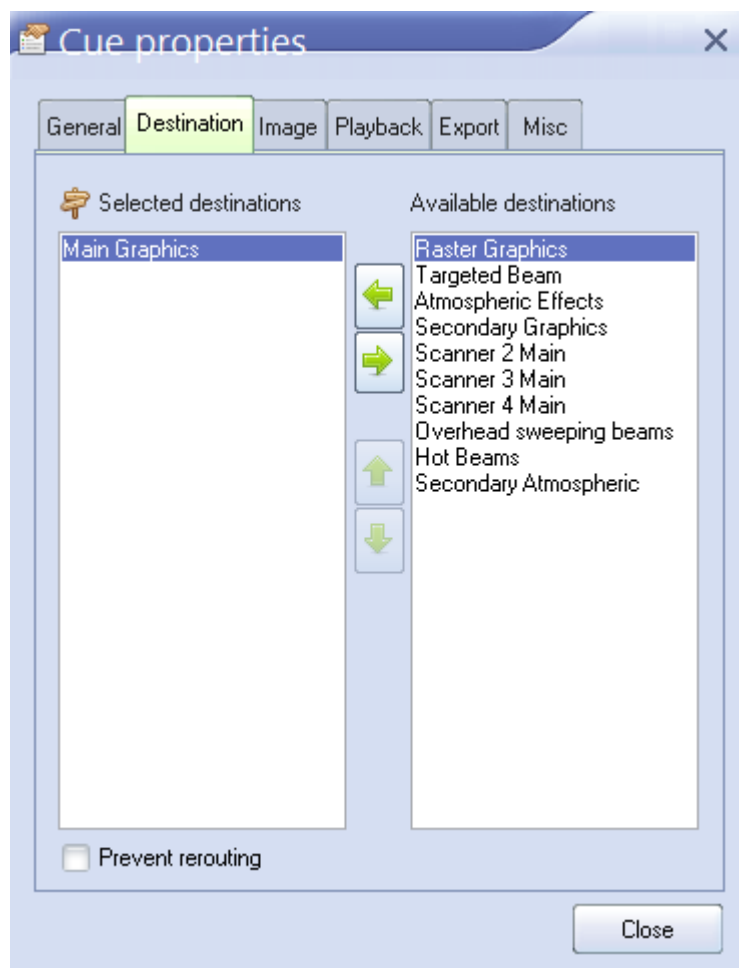 Cue properties
General Destination Image Playback Export Misc
Selected destinations
Main Graphics
Available destinations
Raster Graphics
Targeted Beam
Atmospheric Effects
Secondary Graphics
Scanner 2 Main
Scanner 3 Main
Scanner 4 Main
Overhead sweeping beams
Hot Beams
Secondary Atmospheric
Prevent rerouting
Close